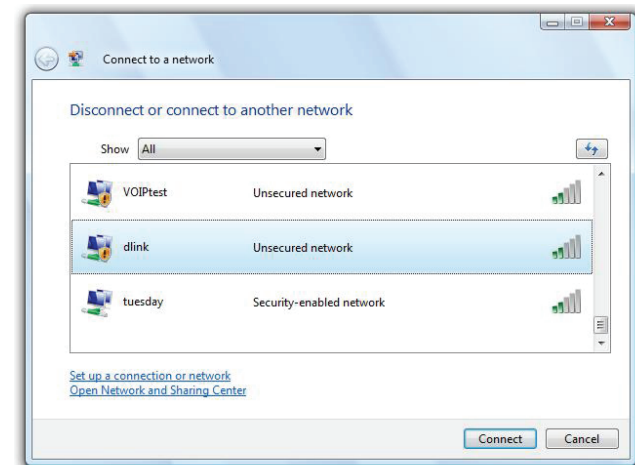 Connect to a network
Disconnect or connect to another network
Show All
VOIPtest Unsecured network
dlink Unsecured network
tuesday Security-enabled network
Set up a connection or network
Open Network and Sharing Center
Connect Cancel